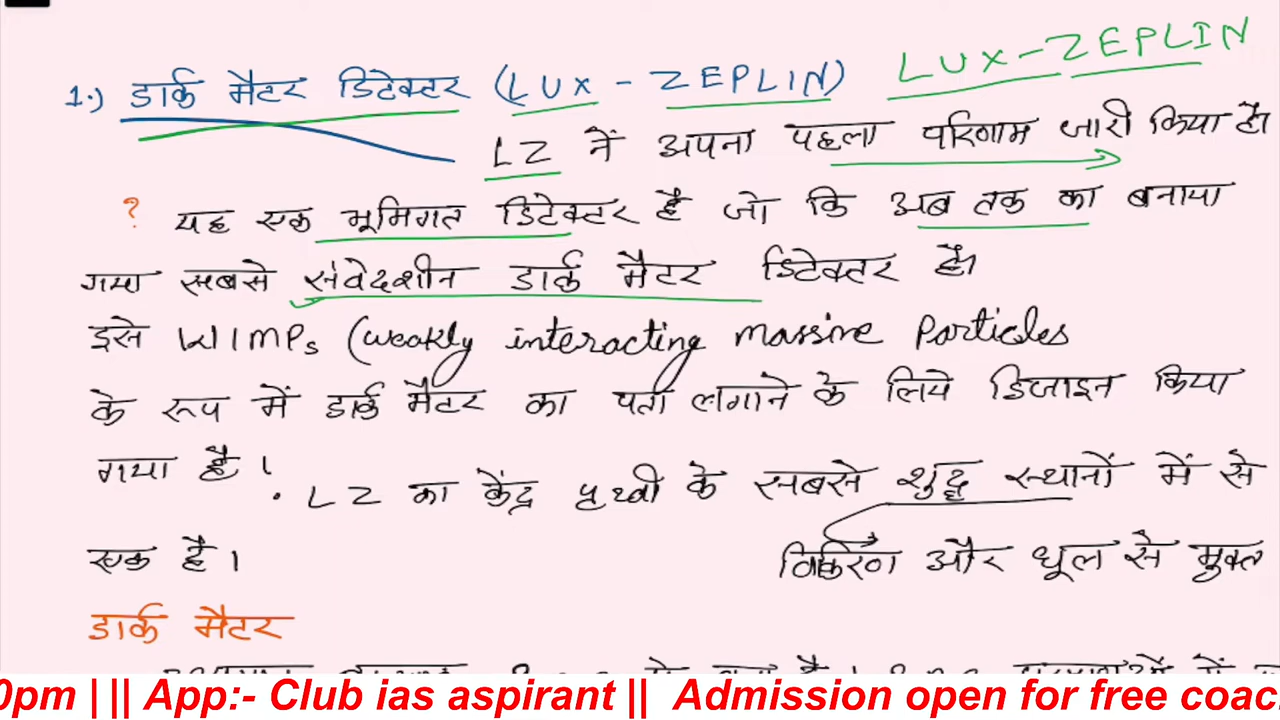 LUX-ZEPLIN
1.) डार्क मैटर डिटेक्टर (LUX - ZEPLIN)
LZ नें अपना पहला परिणाम जारी किया है।
? यह एक भूमिगत डिटेक्टर है जो कि अब तक का बनाया
गया सबसे संवेदशीन डार्क मैटर डिटेक्टर है।
इसे WIMPs (weakly interacting massive Particles
के रूप में डार्क मैटर का पता लगाने के लिये डिजाइन किया
गया है।
. LZ का केंद्र पृथ्वी के सबसे शुद्ध स्थानों में से
एक है।
विकिरण और धूल से मुक्त
डार्क मैटर
0pm | || App:- Club ias aspirant || Admission open for free coac